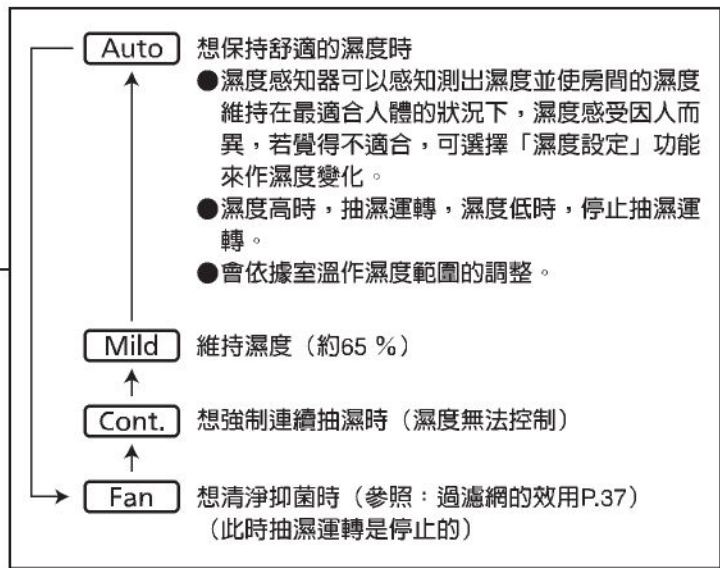 Auto 想保持舒適的濕度時
●濕度感知器可以感知測出濕度並使房間的濕度
維持在最適合人體的狀況下，濕度感受因人而
異，若覺得不適合，可選擇「濕度設定」功能
來作濕度變化。
●濕度高時，抽濕運轉，濕度低時，停止抽濕運
轉。
●會依據室溫作濕度範圍的調整。
Mild 維持濕度（約65 %）
Cont. 想強制連續抽濕時（濕度無法控制）
Fan 想清淨抑菌時（參照：過濾網的效用P.37）
（此時抽濕運轉是停止的）